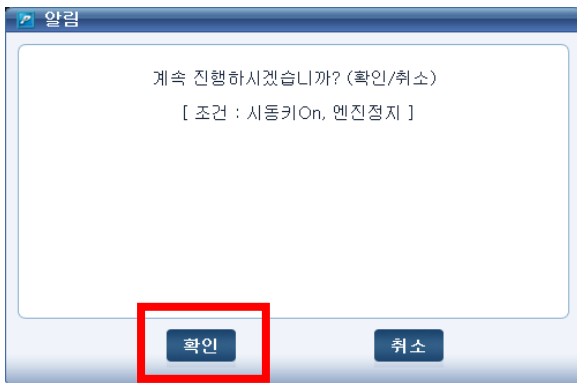 알림
계속 진행하시겠습니까? (확인/취소)
[ 조건 : 시동키On, 엔진정지 ]
확인
취소